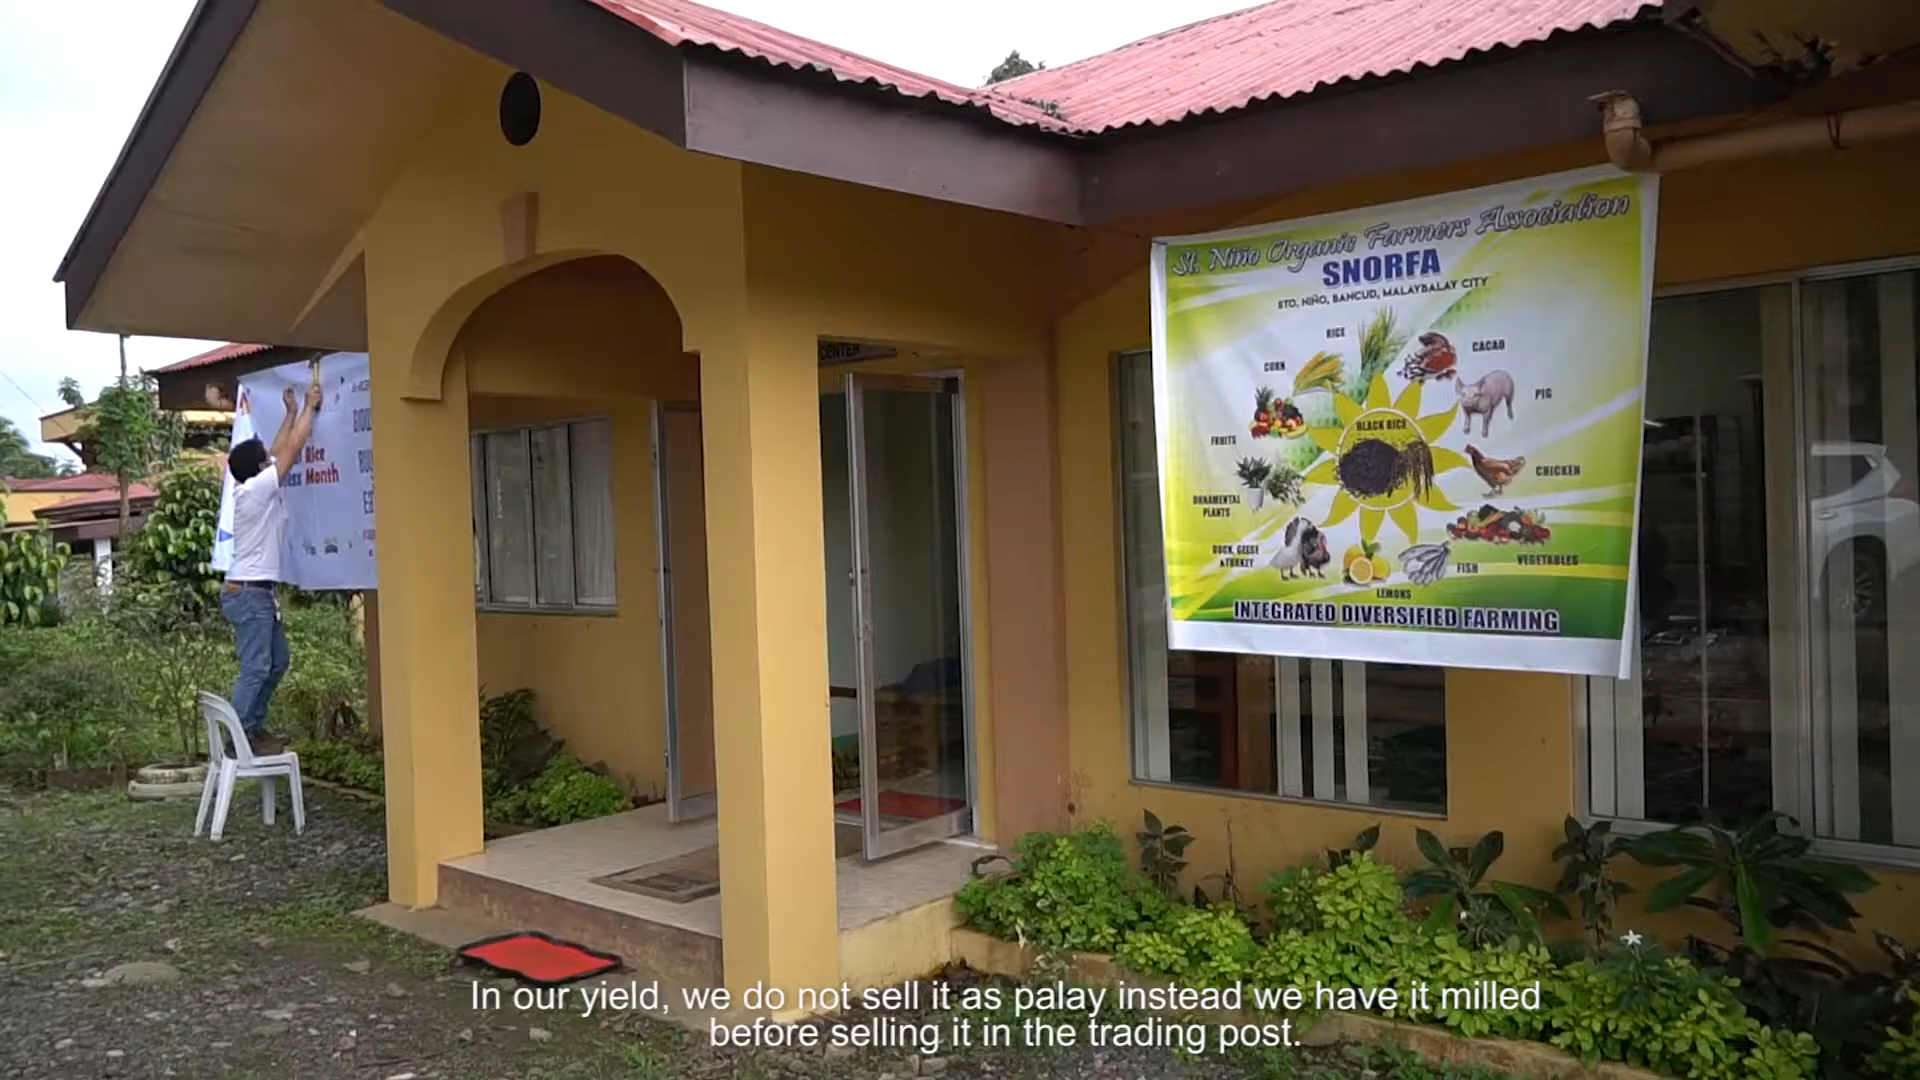 St. Niño Organic Farmers Association
SNORFA
STO. NIÑO, BANCUD, MALAYBALAY CITY
RICE
CACAO
CORN
PIG
BLACK RICE
FRUITS
CHICKEN
ORNAMENTAL
PLANTS
DUCK, GEESE
& TURKEY
VEGETABLES
FISH
LEMONS
INTEGRATED DIVERSIFIED FARMING
CENTER
Rice
Month
In our yield, we do not sell it as palay instead we have it milled
before selling it in the trading post.